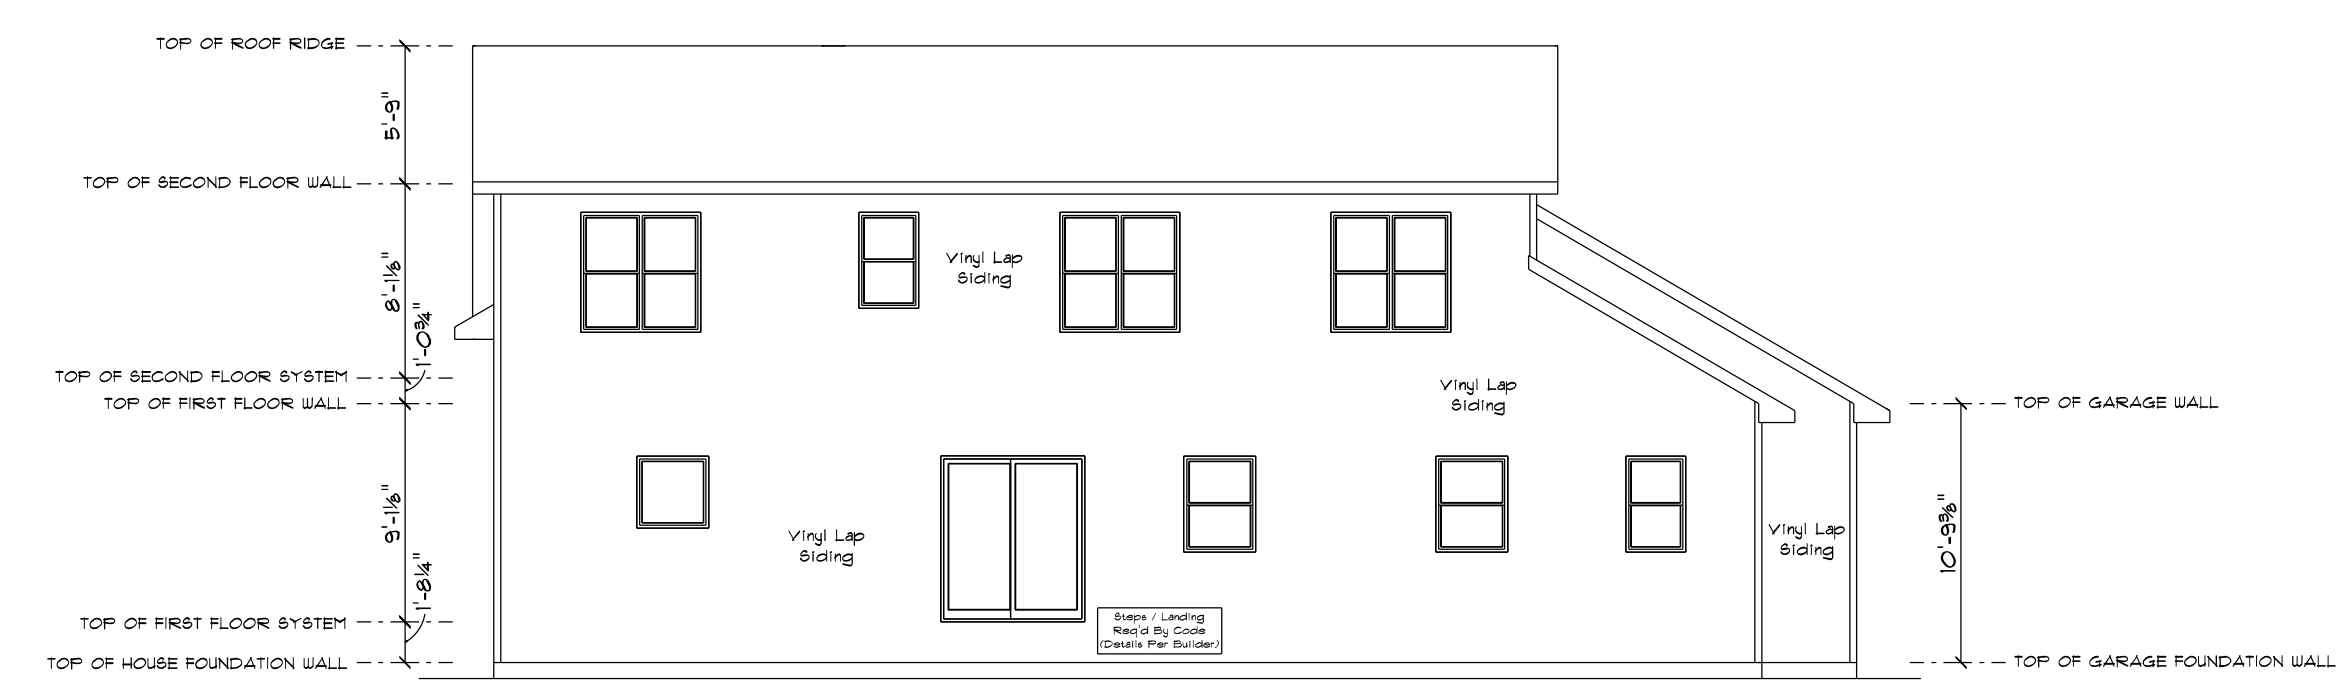 TOP OF ROOF RIDGE
5'-9"
TOP OF SECOND FLOOR WALL
8'-1⅛"
Vinyl Lap
Siding
1'-0¾"
TOP OF SECOND FLOOR SYSTEM
TOP OF FIRST FLOOR WALL
Vinyl Lap
Siding
TOP OF GARAGE WALL
9'-1⅛"
Vinyl Lap
Siding
Vinyl Lap
Siding
10'-9⅜"
1'-8¼"
Steps / Landing
Req'd By Code
(Details Per Builder)
TOP OF FIRST FLOOR SYSTEM
TOP OF HOUSE FOUNDATION WALL
TOP OF GARAGE FOUNDATION WALL